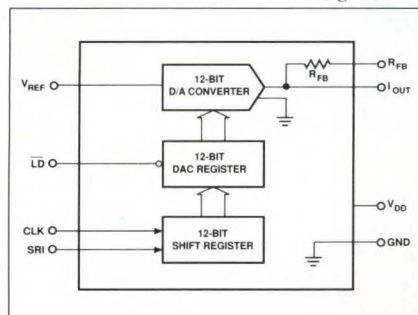 12-BIT
D/A CONVERTER
VREF
RFB
RFB
IOUT
LD
12-BIT
DAC REGISTER
VDD
CLK
SRI
12-BIT
SHIFT REGISTER
GND